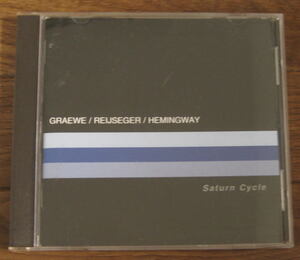 GRAEWE / REIJSEGER / HEMINGWAY
Saturn Cycle